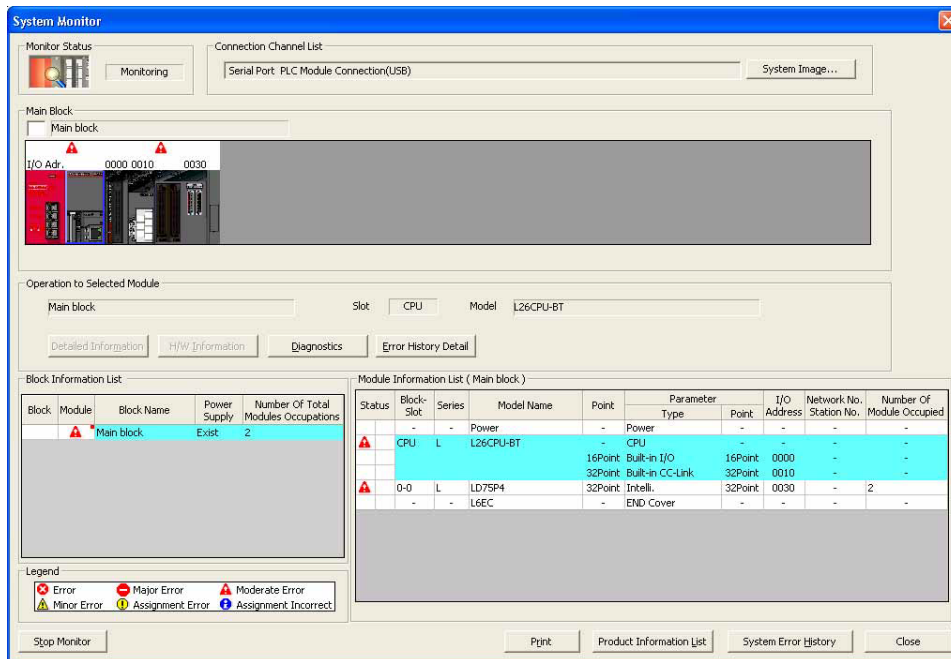 System Monitor
Monitor Status
Connection Channel List
Monitoring
Serial Port PLC Module Connection(USB)
System Image...
Main Block
Main block
I/O Adr. 0000 0010 0030
Operation to Selected Module
Main block Slot CPU Model L26CPU-BT
Detailed Information H/W Information Diagnostics Error History Detail
Block Information List
Block Module Block Name Power Supply Number Of Total Modules Occupations
Main block Exist 2
Legend
Error Major Error Moderate Error
Minor Error Assignment Error Assignment Incorrect
Module Information List ( Main block )
Status Block-Slot Series Model Name Point Parameter Type Point I/O Address Network No. Station No. Number Of Module Occupied
- - Power - Power - - - -
CPU L L26CPU-BT - CPU - - - -
16Point Built-in I/O 16Point 0000 - -
32Point Built-in CC-Link 32Point 0010 - -
0-0 L LD75P4 32Point Intelli. 32Point 0030 - 2
- - L6EC - END Cover - - - -
Stop Monitor Print Product Information List System Error History Close